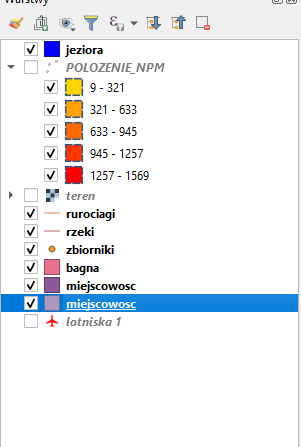 Warstwy
jeziora
POLOZENIE_NPM
9 - 321
321 - 633
633 - 945
945 - 1257
1257 - 1569
teren
rurociagi
rzeki
zbiorniki
bagna
miejscowosc
miejscowosc
lotniska 1